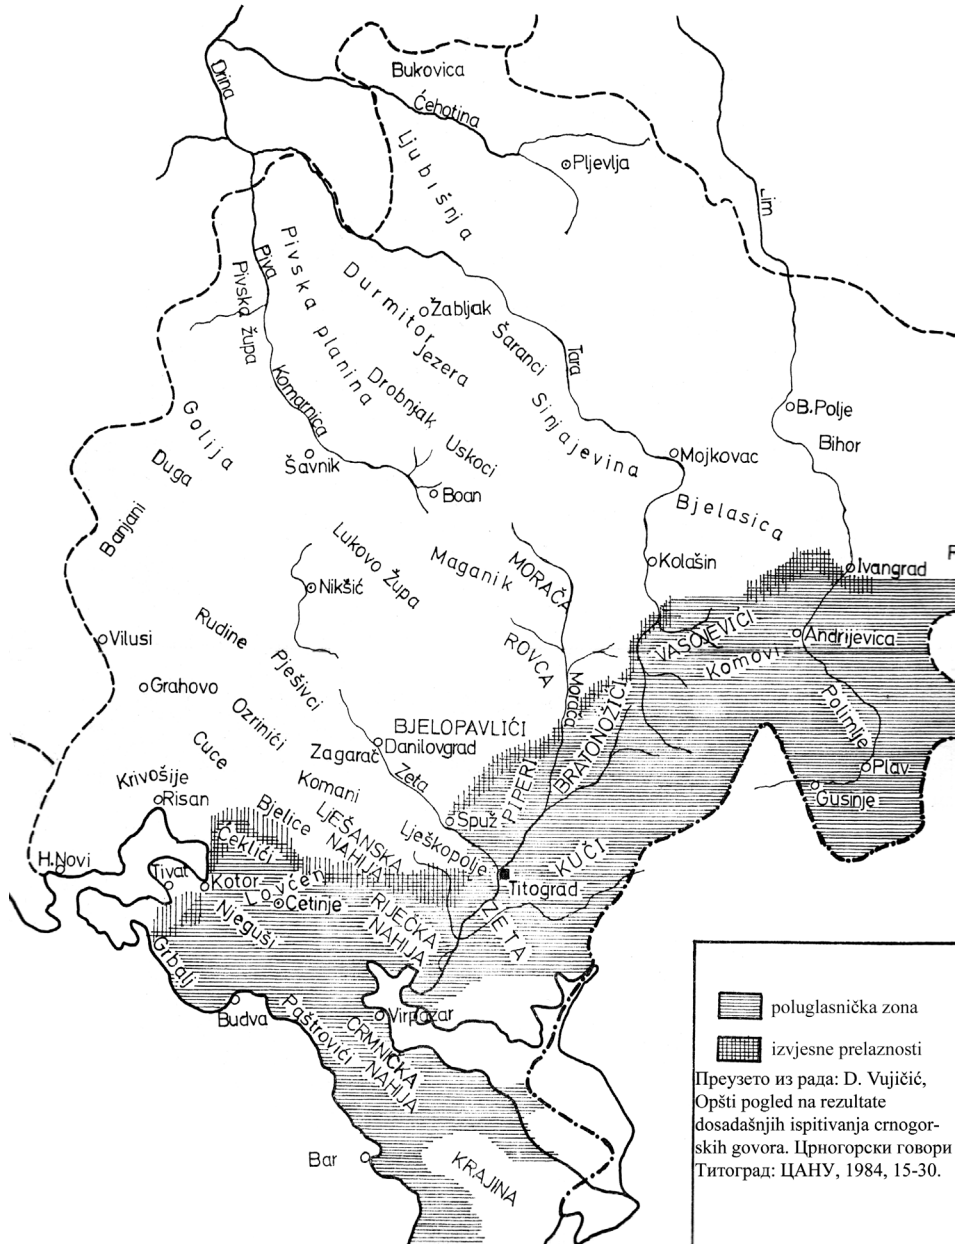 Bukovica
Drina
Ćehotina
Ljubišnja
Pljevlja
Lim
Piva
Pivska župa
Pivska planina
Durmitor
Žabljak
Jezera
Šaranci
Tara
Drobnjak
Komarnica
Sinjajevina
B. Polje
Bihor
Golija
Duga
Uskoci
Šavnik
Boan
Mojkovac
Bjelasica
Banjani
Lukovo Župa
Maganik
MORAČA
Kolašin
Ivangrad
Nikšić
Rudine
Vilusi
ROVCA
VASOJEVIĆI
Andrijevica
Komovi
Grahovo
Pješivci
Morača
Ozrinići
BJELOPAVLIĆI
BRATONOŽIĆI
Polimlje
Danilovgrad
Zagarač
Cuce
Zeta
Plav
Krivošije
Komani
PIPERI
Gusinje
Risan
Bjelice
LJEŠANSKA
NAHIJA
Spuž
Lješkopolje
Čeklići
KUČI
H. Novi
Tivat
Kotor
Lovćen
Cetinje
Titograd
Njeguši
RIJEČKA
NAHIJA
ZETA
Grbalj
Budva
Paštrovići
Virpazar
CRMNIČKA
NAHIJA
Bar
KRAJINA
poluglasnička zona
izvjesne prelaznosti
Преузето из рада: D. Vujičić,
Opšti pogled na rezultate
dosadašnjih ispitivanja crnogor-
skih govora. Црногорски говори
Титоград: ЦАНУ, 1984, 15-30.